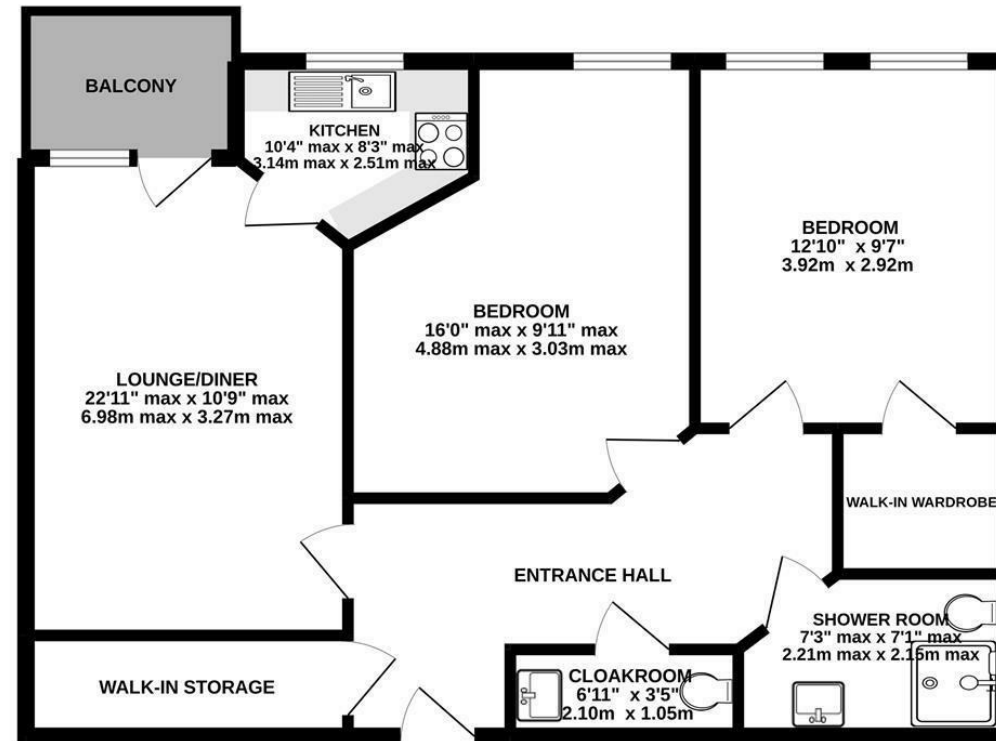 BALCONY
KITCHEN
10'4" max x 8'3" max
3.14m max x 2.51m max
BEDROOM
12'10" x 9'7"
3.92m x 2.92m
BEDROOM
16'0" max x 9'11" max
4.88m max x 3.03m max
LOUNGE/DINER
22'11" max x 10'9" max
6.98m max x 3.27m max
WALK-IN WARDROBE
ENTRANCE HALL
SHOWER ROOM
7'3" max x 7'1" max
2.21m max x 2.15m max
WALK-IN STORAGE
CLOAKROOM
6'11" x 3'5"
2.10m x 1.05m